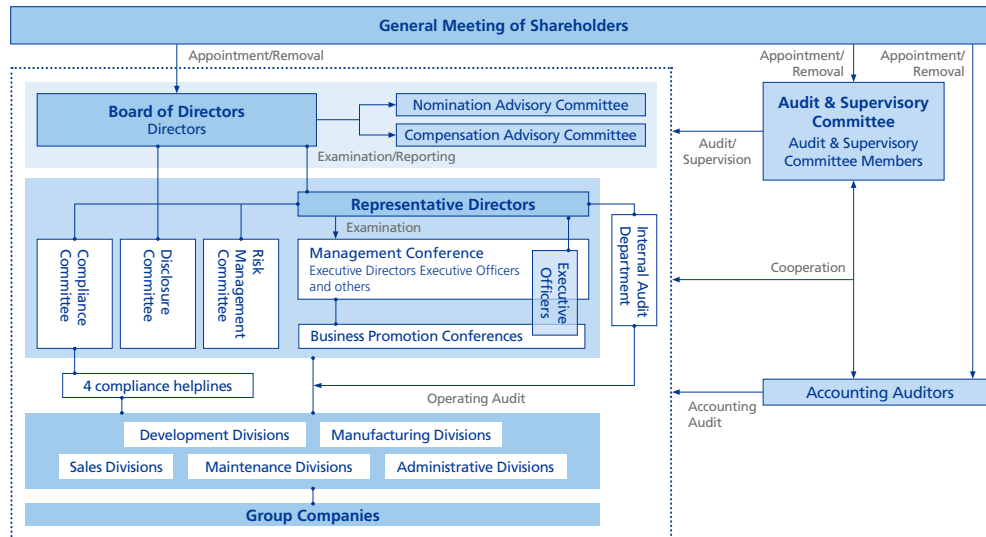 General Meeting of Shareholders
Appointment/Removal
Appointment/
Removal
Appointment/
Removal
Board of Directors
Directors
Nomination Advisory Committee
Compensation Advisory Committee
Examination/Reporting
Audit & Supervisory
Committee
Audit & Supervisory
Committee Members
Audit/
Supervision
Representative Directors
Examination
Compliance
Committee
Disclosure
Committee
Risk
Management
Committee
Management Conference
Executive Directors Executive Officers
and others
Executive
Officers
Internal Audit
Department
Cooperation
Business Promotion Conferences
4 compliance helplines
Operating Audit
Accounting Auditors
Accounting
Audit
Development Divisions
Manufacturing Divisions
Sales Divisions
Maintenance Divisions
Administrative Divisions
Group Companies